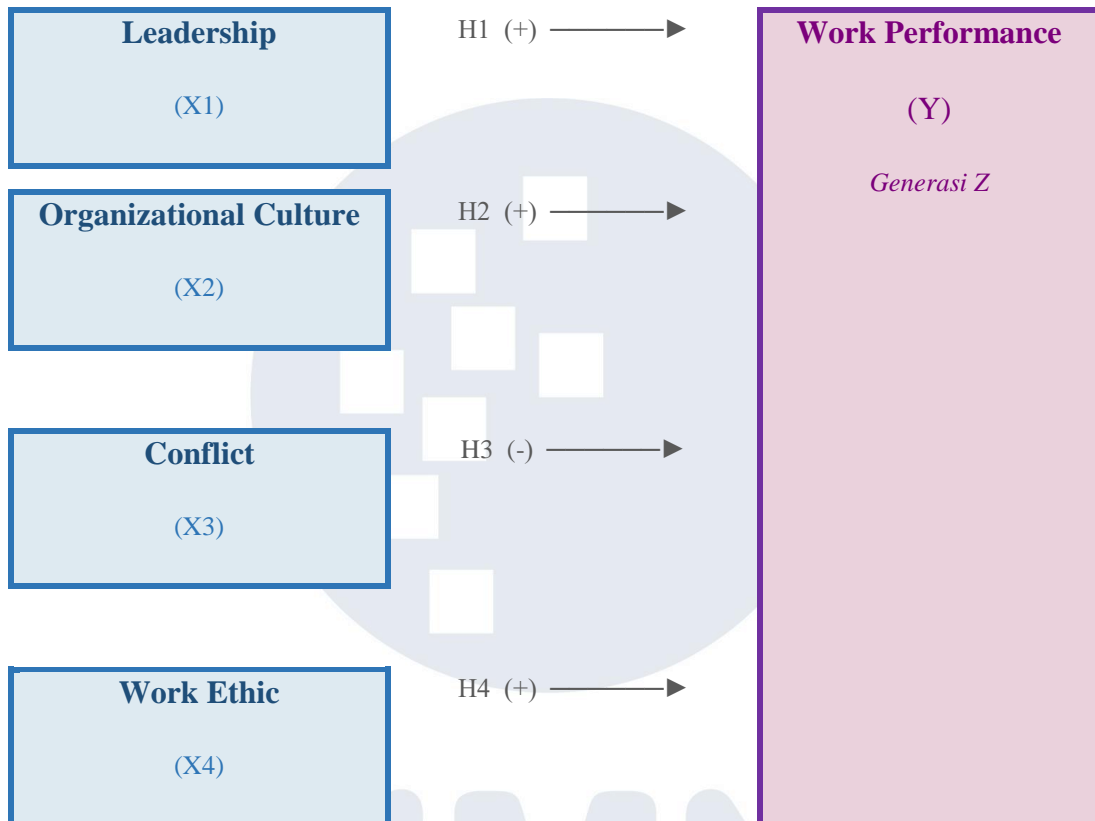 Leadership
(X1)
H1 (+)
Work Performance
(Y)
Generasi Z
Organizational Culture
(X2)
H2 (+)
Conflict
(X3)
H3 (-)
Work Ethic
(X4)
H4 (+)